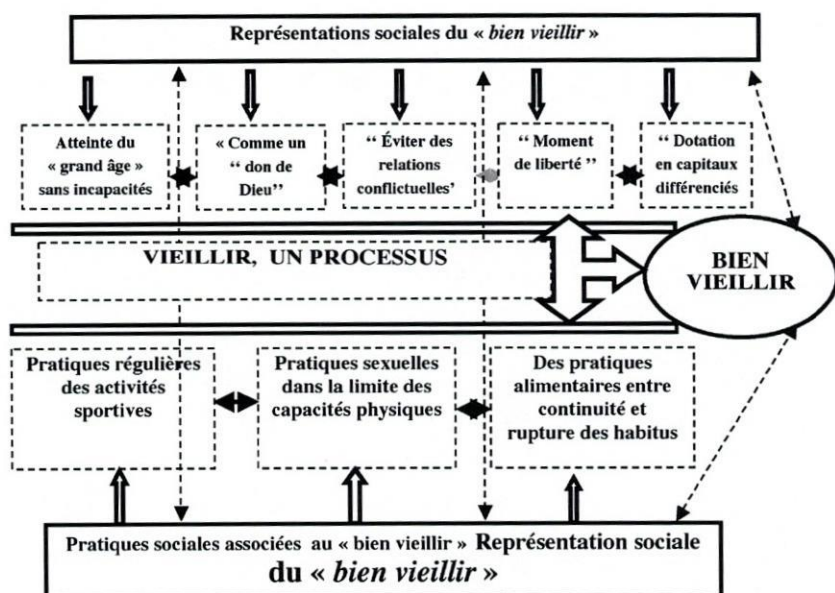 Représentations sociales du « bien vieillir »
Atteinte du
« grand âge »
sans incapacités
« Comme un
“ don de
Dieu”
“ Éviter des
relations
conflictuelles’
“ Moment
de liberté ”
“ Dotation
en capitaux
différenciés
VIEILLIR, UN PROCESSUS
BIEN
VIEILLIR
Pratiques régulières
des activités
sportives
Pratiques sexuelles
dans la limite des
capacités physiques
Des pratiques
alimentaires entre
continuité et
rupture des habitus
Pratiques sociales associées au « bien vieillir » Représentation sociale
du « bien vieillir »